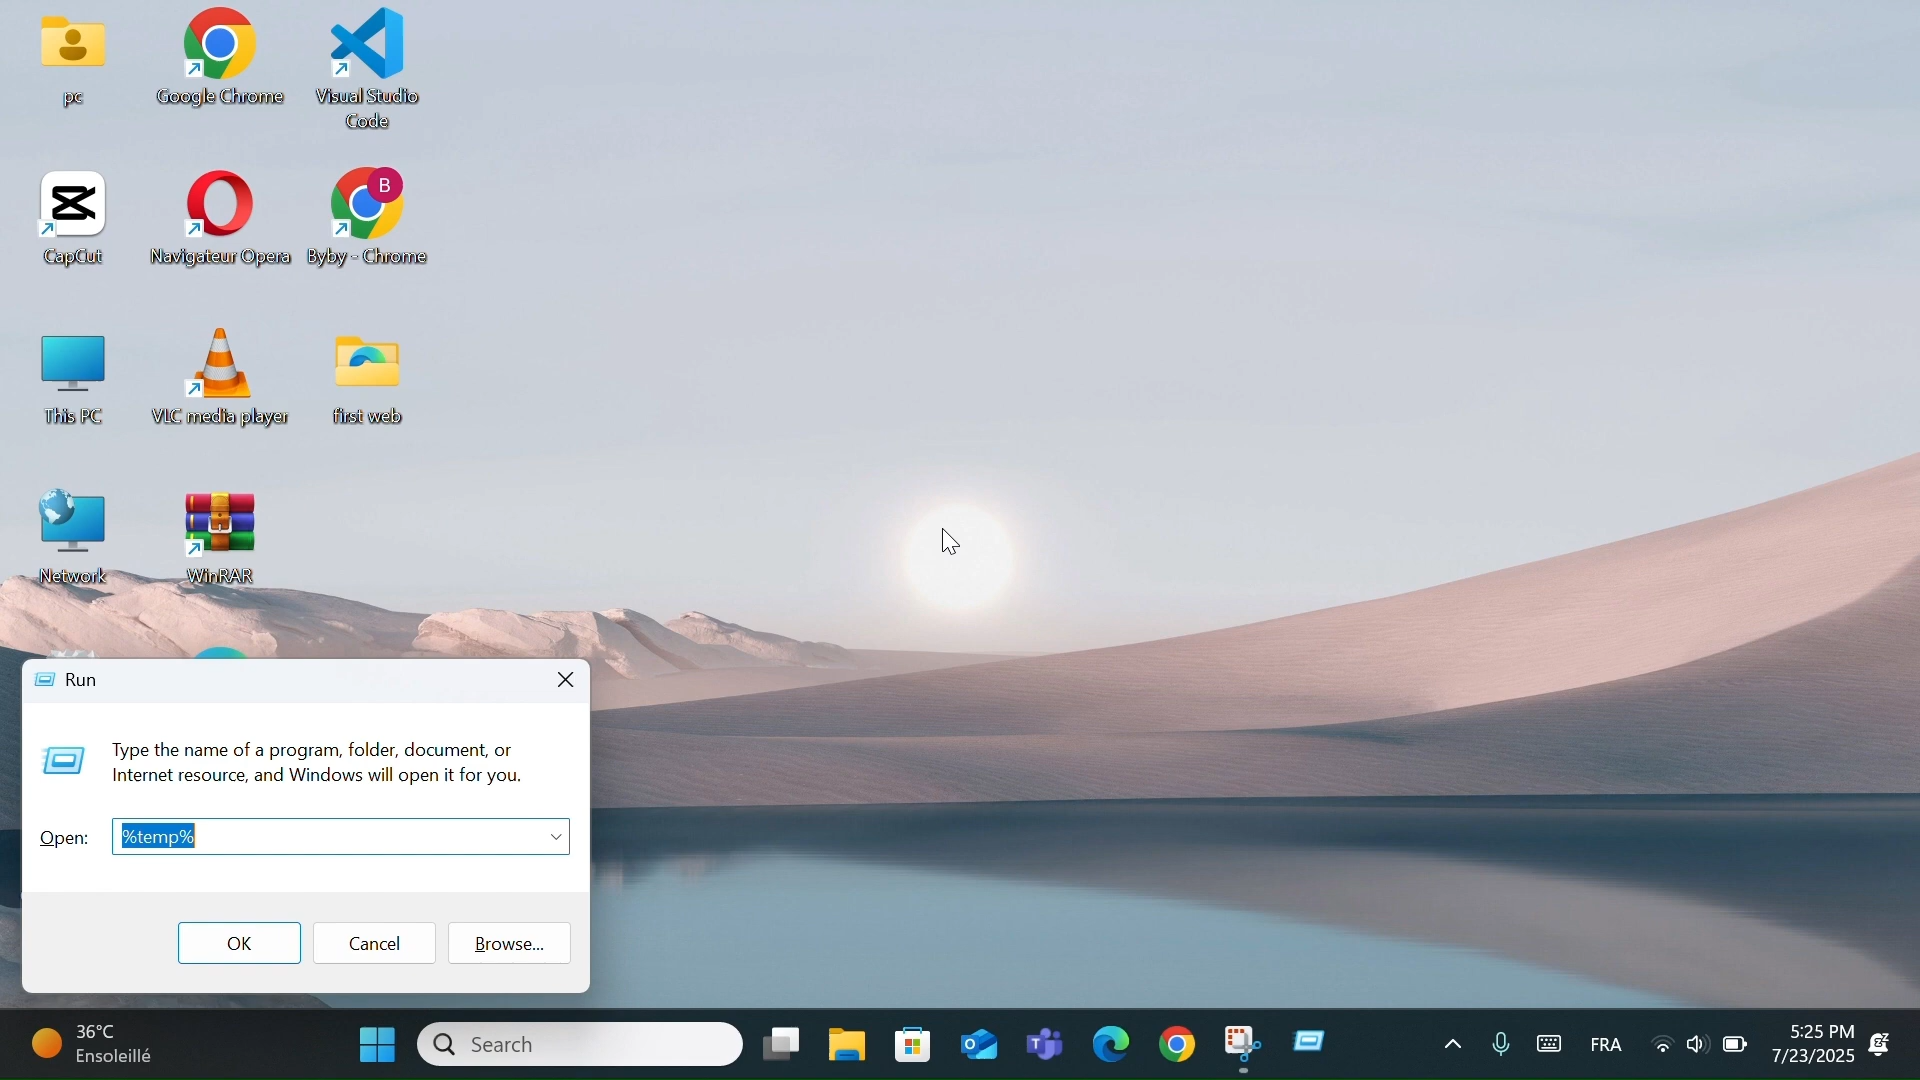 pc
Google Chrome
Visual Studio
Code
CapCut
Navigateur Opera
B
Byby - Chrome
This PC
VLC media player
first web
Network
WinRAR
Run
Type the name of a program, folder, document, or
Internet resource, and Windows will open it for you.
Open:
%temp%
OK
Cancel
Browse...
36°C
Ensoleillé
Search
FRA
5:25 PM
7/23/2025